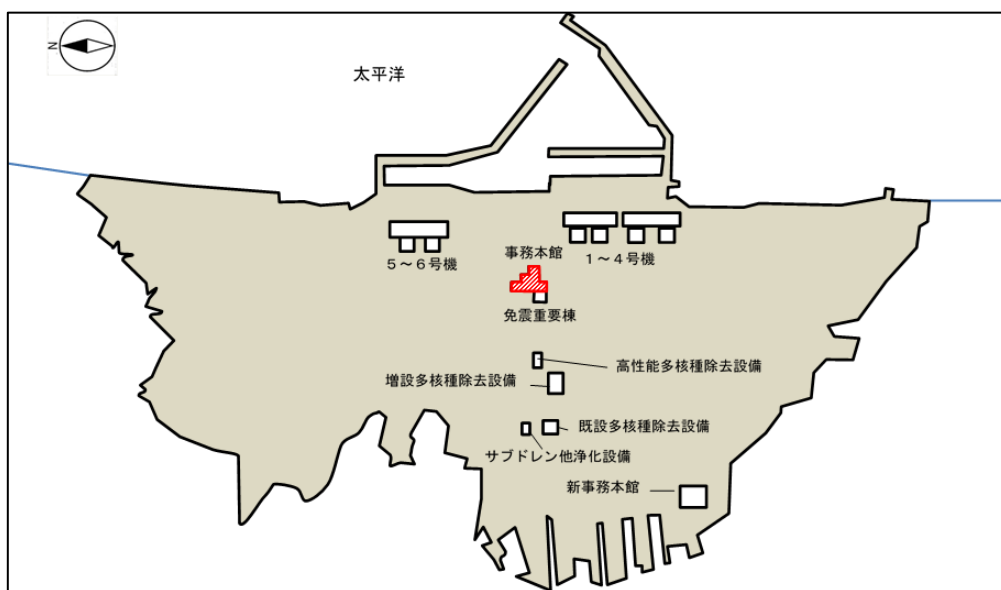 N
太平洋
事務本館
5～6号機
1～4号機
免震重要棟
高性能多核種除去設備
増設多核種除去設備
既設多核種除去設備
サブドレン他浄化設備
新事務本館